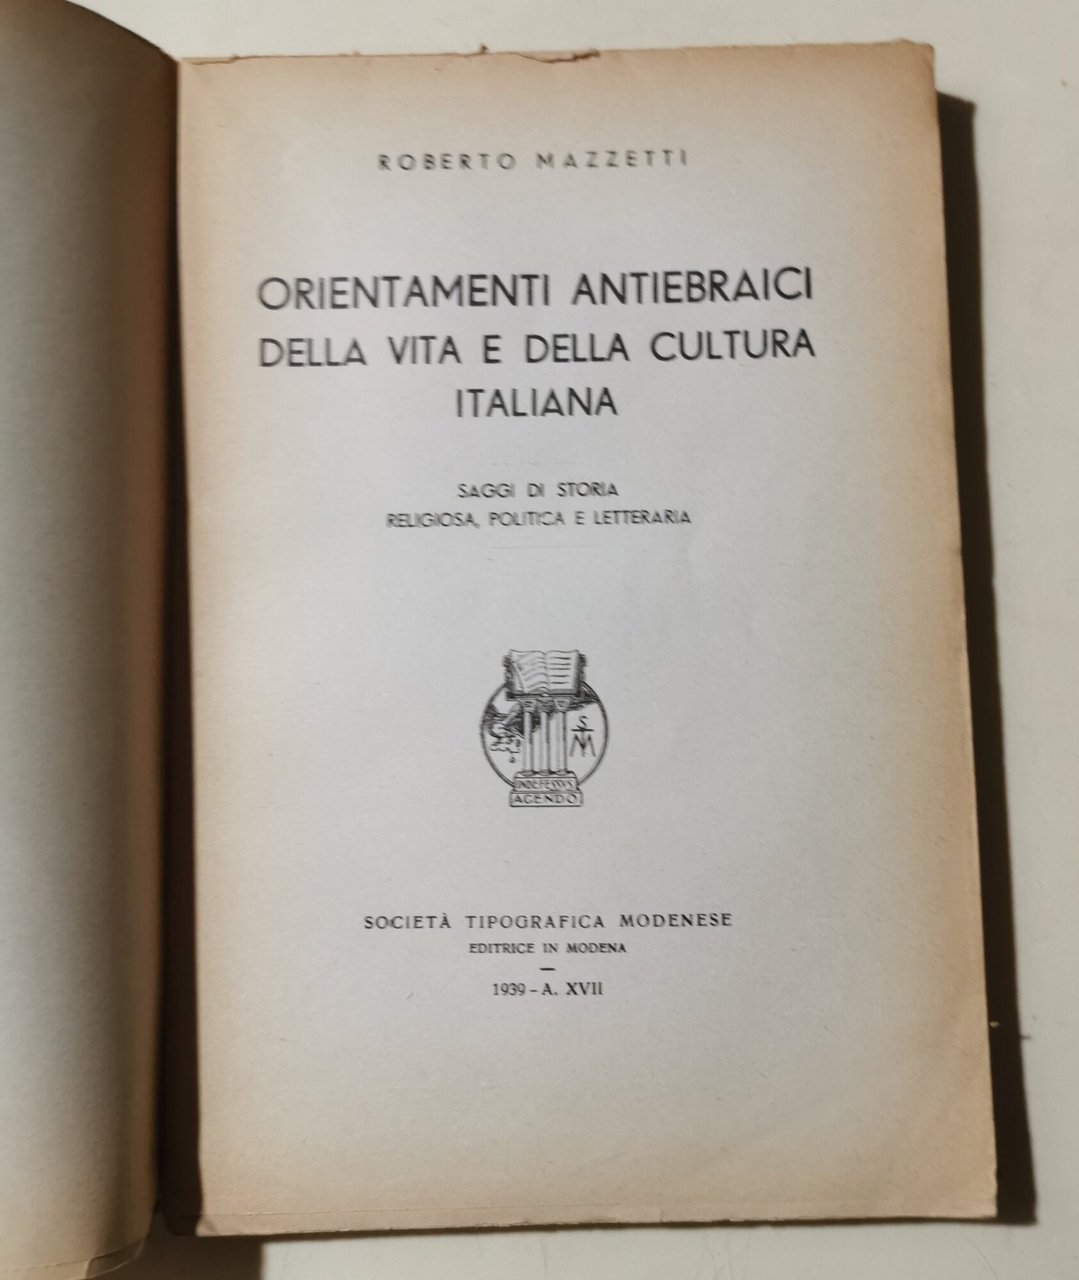 ROBERTO MAZZETTI
ORIENTAMENTI ANTIEBRAICI
DELLA VITA E DELLA CULTURA
ITALIANA
SAGGI DI STORIA
RELIGIOSA, POLITICA E LETTERARIA
S
T
M
INDEFESSVS
AGENDO
SOCIETÀ TIPOGRAFICA MODENESE
EDITRICE IN MODENA
1939 - A. XVII